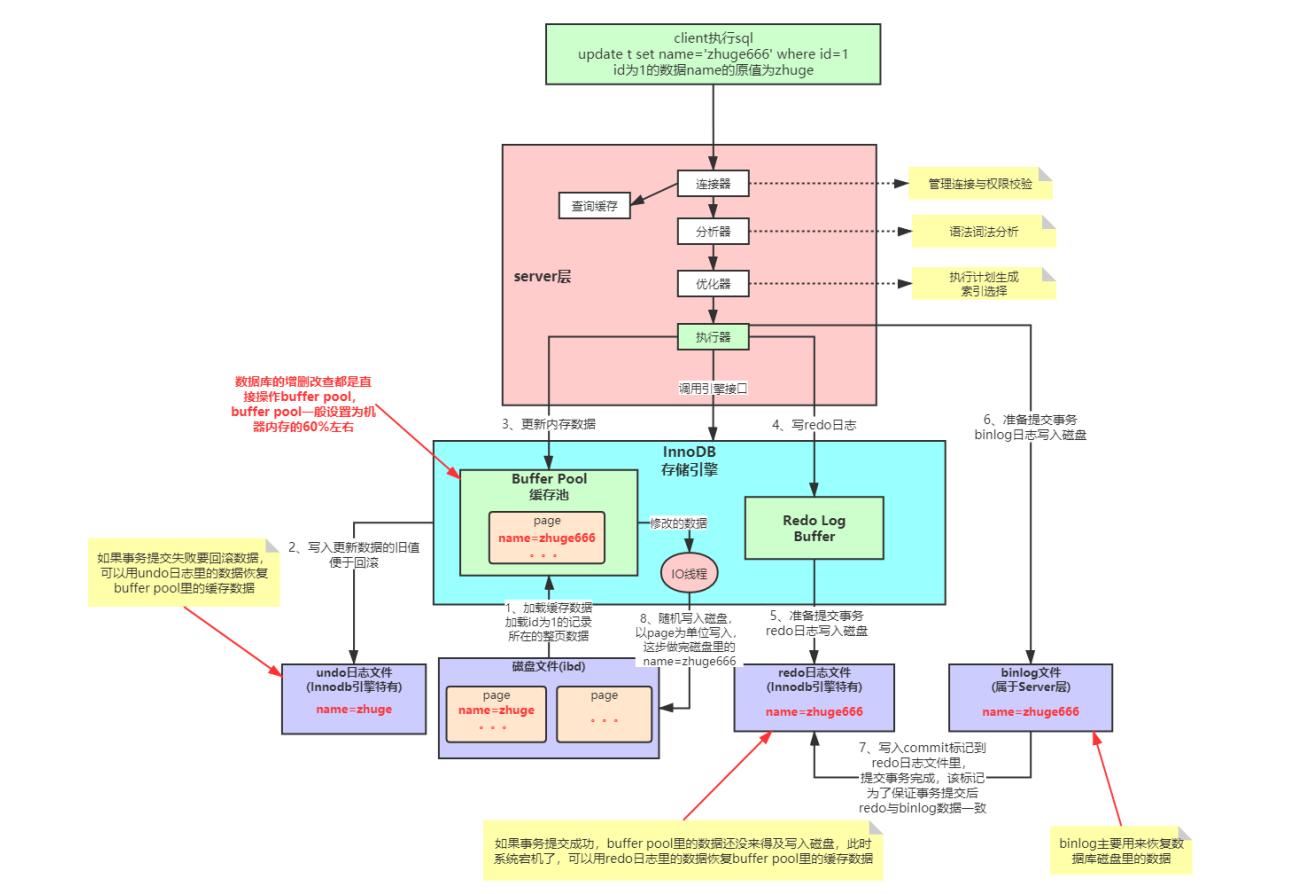 client执行sql
update t set name='zhuge666' where id=1
id为1的数据name的原值为zhuge
连接器
管理连接与权限校验
查询缓存
分析器
语法词法分析
server层
优化器
执行计划生成
索引选择
执行器
调用引擎接口
数据库的增删改查都是直
接操作buffer pool,
buffer pool一般设置为机
器内存的60%左右
3、更新内存数据
4、写redo日志
6、准备提交事务
binlog日志写入磁盘
InnoDB
存储引擎
Buffer Pool
缓存池
page
name=zhuge666
。。。
修改的数据
IO线程
Redo Log
Buffer
2、写入更新数据的旧值
便于回滚
如果事务提交失败要回滚数据，
可以用undo日志里的数据恢复
buffer pool里的缓存数据
1、加载缓存数据
加载id为1的记录
所在的整页数据
8、随机写入磁盘，
以page为单位写入，
这步做完磁盘里的
name=zhuge666
5、准备提交事务
redo日志写入磁盘
undo日志文件
(Innodb引擎特有)
name=zhuge
磁盘文件(ibd)
page
name=zhuge
。。。
page
。。。
redo日志文件
(Innodb引擎特有)
name=zhuge666
binlog文件
(属于Server层)
name=zhuge666
7、写入commit标记到
redo日志文件里，
提交事务完成，该标记
为了保证事务提交后
redo与binlog数据一致
如果事务提交成功，buffer pool里的数据还没来得及写入磁盘，此时
系统宕机了，可以用redo日志里的数据恢复buffer pool里的缓存数据
binlog主要用来恢复数
据库磁盘里的数据